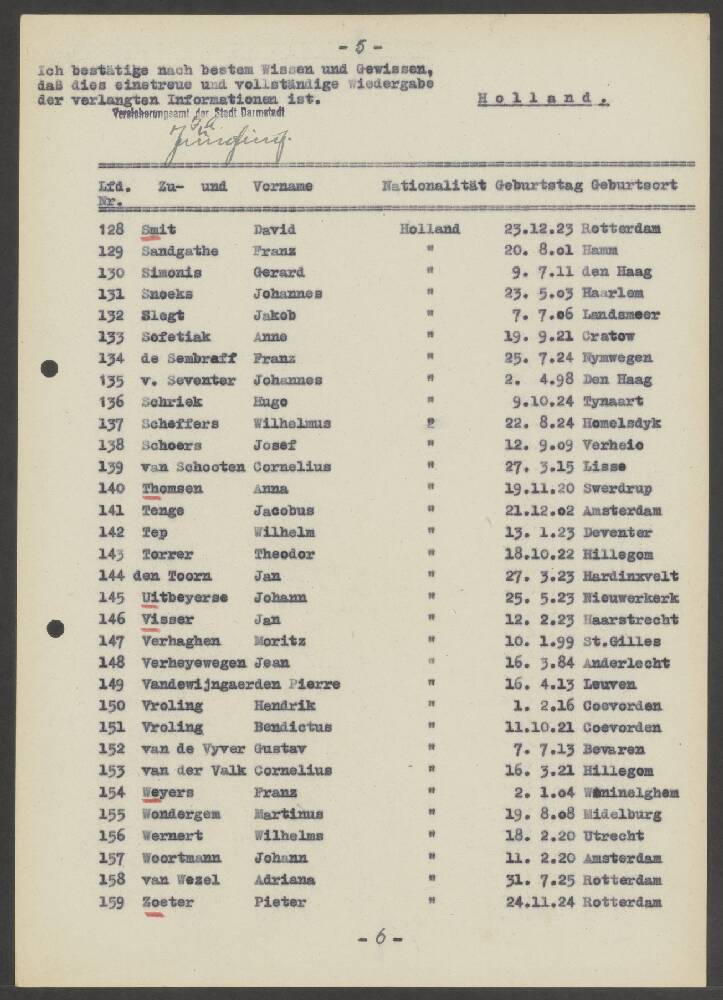 - 5 -
Ich bestätige nach bestem Wissen und Gewissen,
daß dies einetreue und vollständige Wiedergabe
der verlangten Informationen ist.
Holland.
Versicherungsamt der Stadt Darmstadt
Lfd. Zu- und Vorname Nationalität Geburtstag Geburtsort
Nr.
128 Smit David Holland 23.12.23 Rotterdam
129 Sandgathe Franz " 20. 8.o1 Hamm
130 Simonis Gerard " 9. 7.11 den Haag
131 Snoeks Johannes " 23. 5.o3 Haarlem
132 Slegt Jakob " 7. 7.o6 Landsmeer
133 Sofetiak Anne " 19. 9.21 Cratow
134 de Sembraff Franz " 25. 7.24 Nymwegen
135 v. Seventer Johannes " 2. 4.98 Den Haag
136 Schriek Hugo " 9.10.24 Tynaart
137 Scheffers Wilhelmus " 22. 8.24 Homelsdyk
138 Schoers Josef " 12. 9.o9 Verheio
139 van Schooten Cornelius " 27. 3.15 Lisse
140 Thomsen Anna " 19.11.20 Swerdrup
141 Tenge Jacobus " 21.12.o2 Amsterdam
142 Tep Wilhelm " 13. 1.23 Deventer
143 Torrer Theodor " 18.10.22 Hillegom
144 den Toorn Jan " 27. 3.23 Hardinxvelt
145 Uitbeyerse Johann " 25. 5.23 Nieuwerkerk
146 Visser Jan " 12. 2.23 Haarstrecht
147 Verhaghen Moritz " 10. 1.99 St.Gilles
148 Verheyewegen Jean " 16. 3.84 Anderlecht
149 Vandewijngaerden Pierre " 16. 4.13 Leuven
150 Vroling Hendrik " 1. 2.16 Coevorden
151 Vroling Bendictus " 11.10.21 Coevorden
152 van de Vyver Gustav " 7. 7.13 Bevaren
153 van der Valk Cornelius " 16. 3.21 Hillegom
154 Weyers Franz " 2. 1.o4
155 Wondergem Martinus " 19. 8.o8 Midelburg
156 Wernert Wilhelms " 18. 2.20 Utrecht
157 Woortmann Johann " 11. 2.20 Amsterdam
158 van Wezel Adriana " 31. 7.25 Rotterdam
159 Zoeter Pieter " 24.11.24 Rotterdam
- 6 -